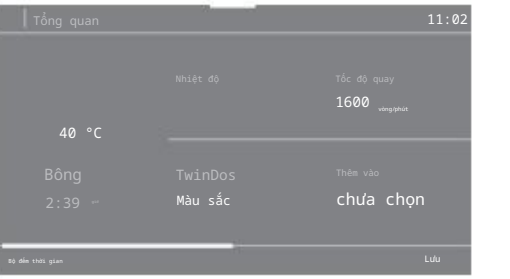 Tổng quan
11:02
Nhiệt độ
Tốc độ quay
1600 vòng/phút
40 °C
Bông
TwinDos
Thêm vào
2:39
Màu sắc
chưa chọn
Bộ đếm thời gian
Lưu